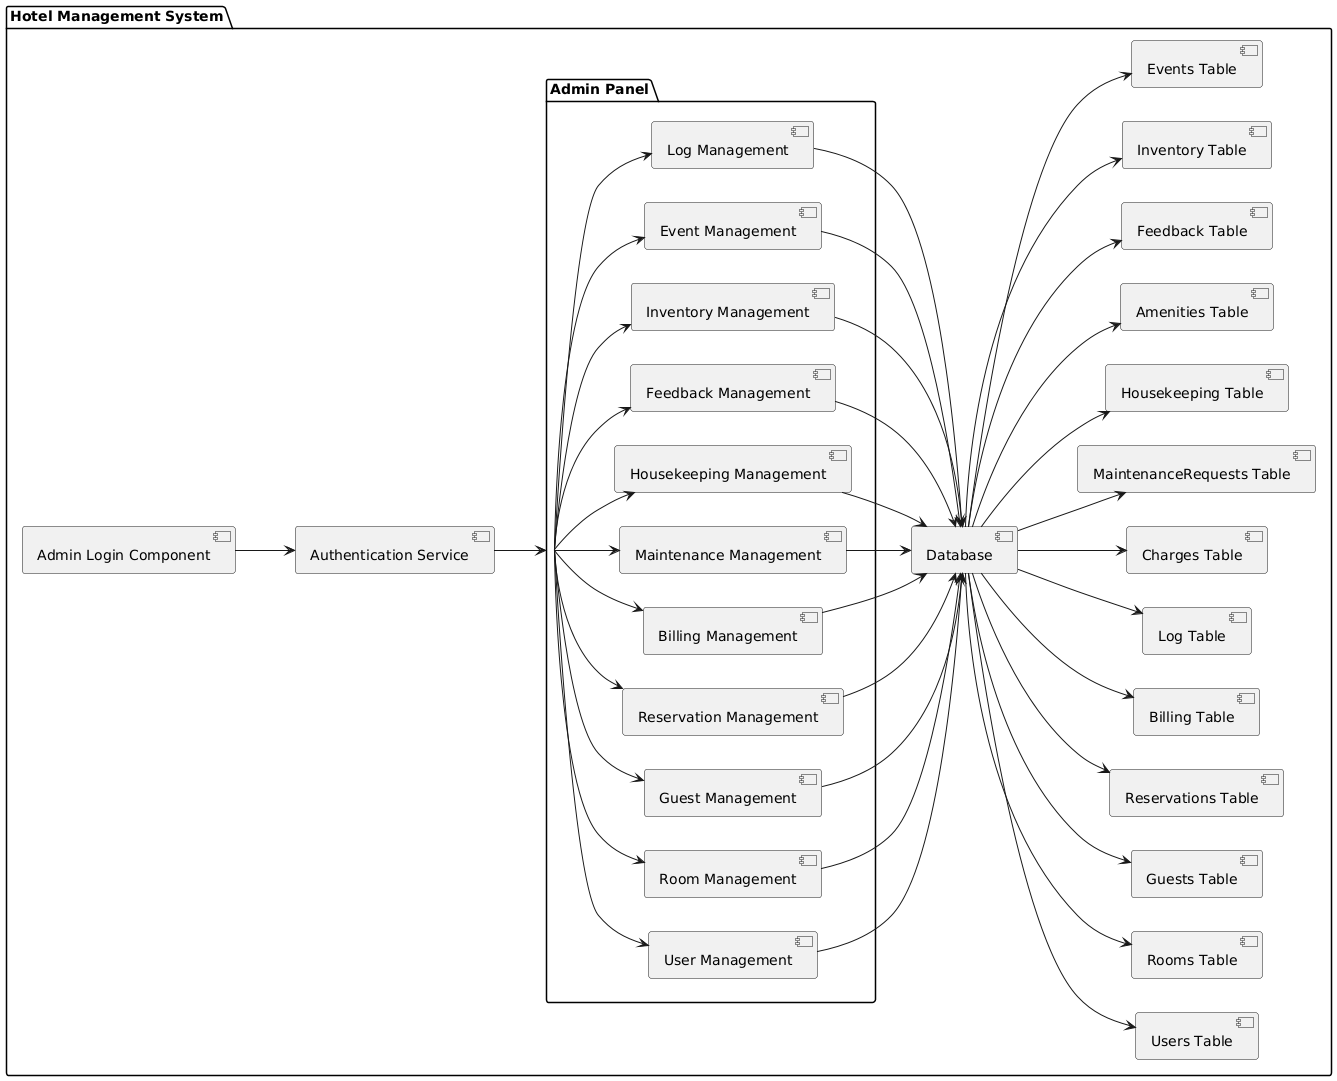 Hotel Management System
Admin Login Component
Authentication Service
Admin Panel
Log Management
Event Management
Inventory Management
Feedback Management
Housekeeping Management
Maintenance Management
Billing Management
Reservation Management
Guest Management
Room Management
User Management
Database
Events Table
Inventory Table
Feedback Table
Amenities Table
Housekeeping Table
MaintenanceRequests Table
Charges Table
Log Table
Billing Table
Reservations Table
Guests Table
Rooms Table
Users Table